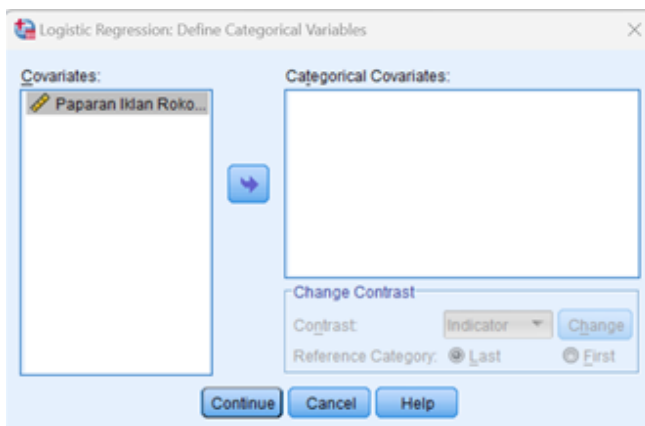 Logistic Regression: Define Categorical Variables
Covariates:
Paparan Iklan Roko...
Categorical Covariates:
Change Contrast
Contrast: Indicator Change
Reference Category: Last First
Continue Cancel Help